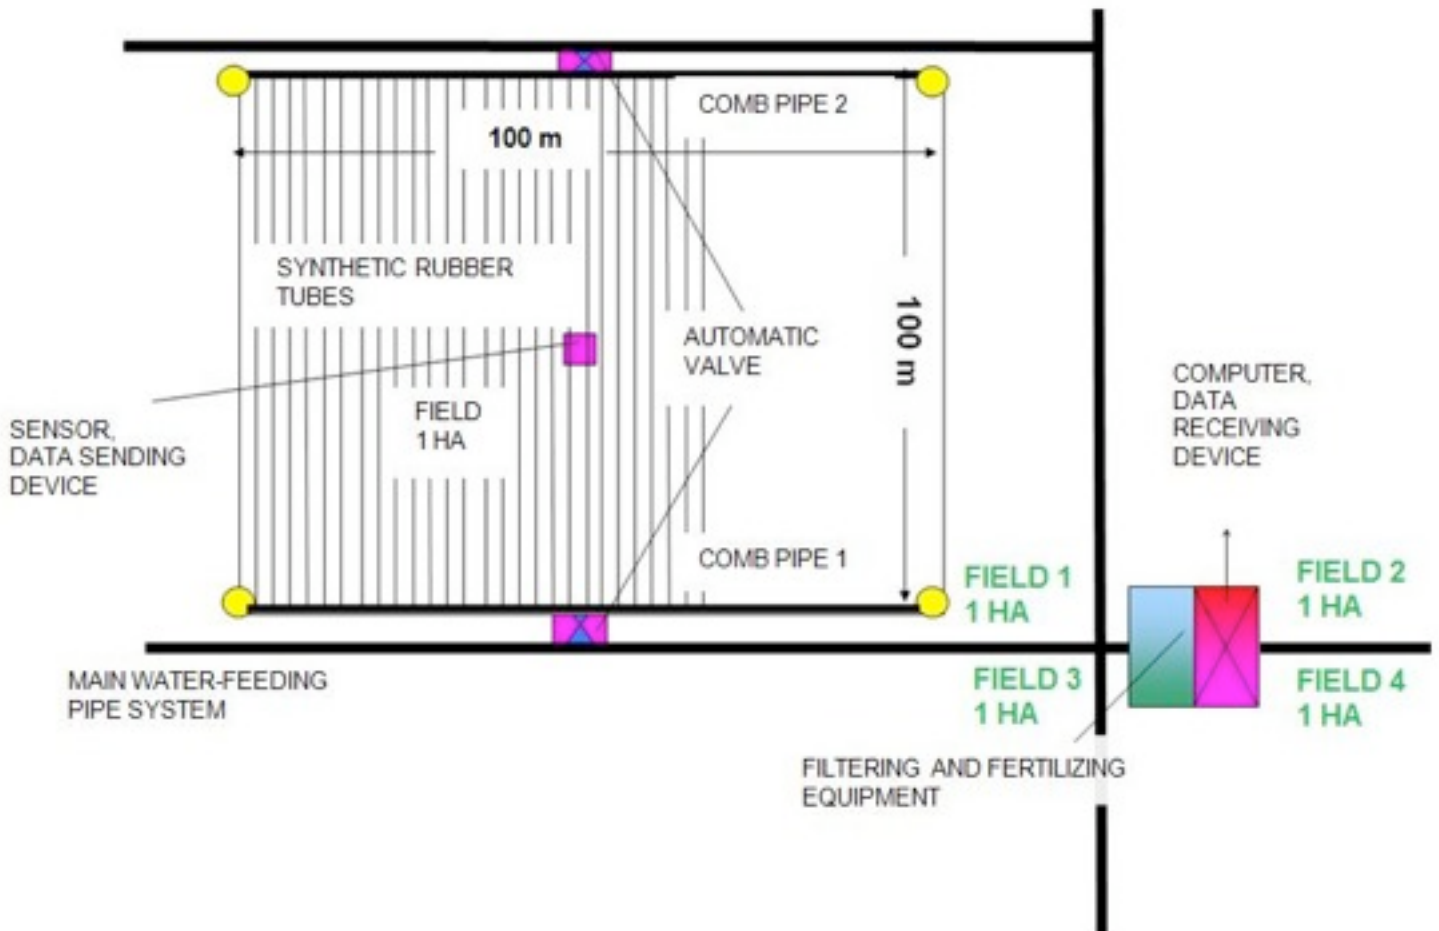 COMB PIPE 2
100 m
SYNTHETIC RUBBER
TUBES
100 m
AUTOMATIC
VALVE
COMPUTER,
DATA
RECEIVING
DEVICE
FIELD
1 HA
SENSOR,
DATA SENDING
DEVICE
COMB PIPE 1
FIELD 1
1 HA
FIELD 2
1 HA
MAIN WATER-FEEDING
PIPE SYSTEM
FIELD 3
1 HA
FIELD 4
1 HA
FILTERING AND FERTILIZING
EQUIPMENT